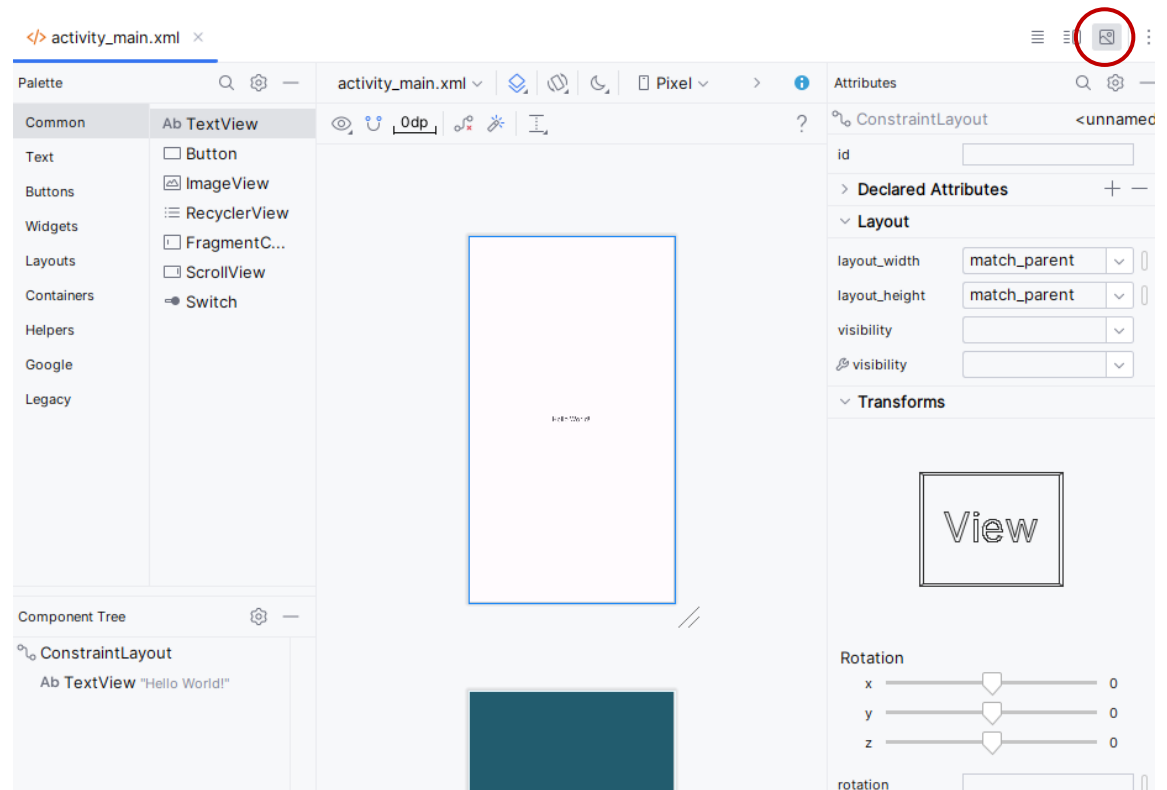 </> activity_main.xml ×
Palette
activity_main.xml
Pixel
Attributes
Common
Ab TextView
0dp
?
ConstraintLayout
<unnamed
Text
Button
id
Buttons
ImageView
Declared Attributes
Widgets
RecyclerView
Layout
Layouts
FragmentC...
layout_width
match_parent
Containers
ScrollView
layout_height
match_parent
Helpers
Switch
visibility
Google
visibility
Legacy
Transforms
Hello World!
View
Component Tree
ConstraintLayout
Ab TextView "Hello World!"
Rotation
x 0
y 0
z 0
rotation